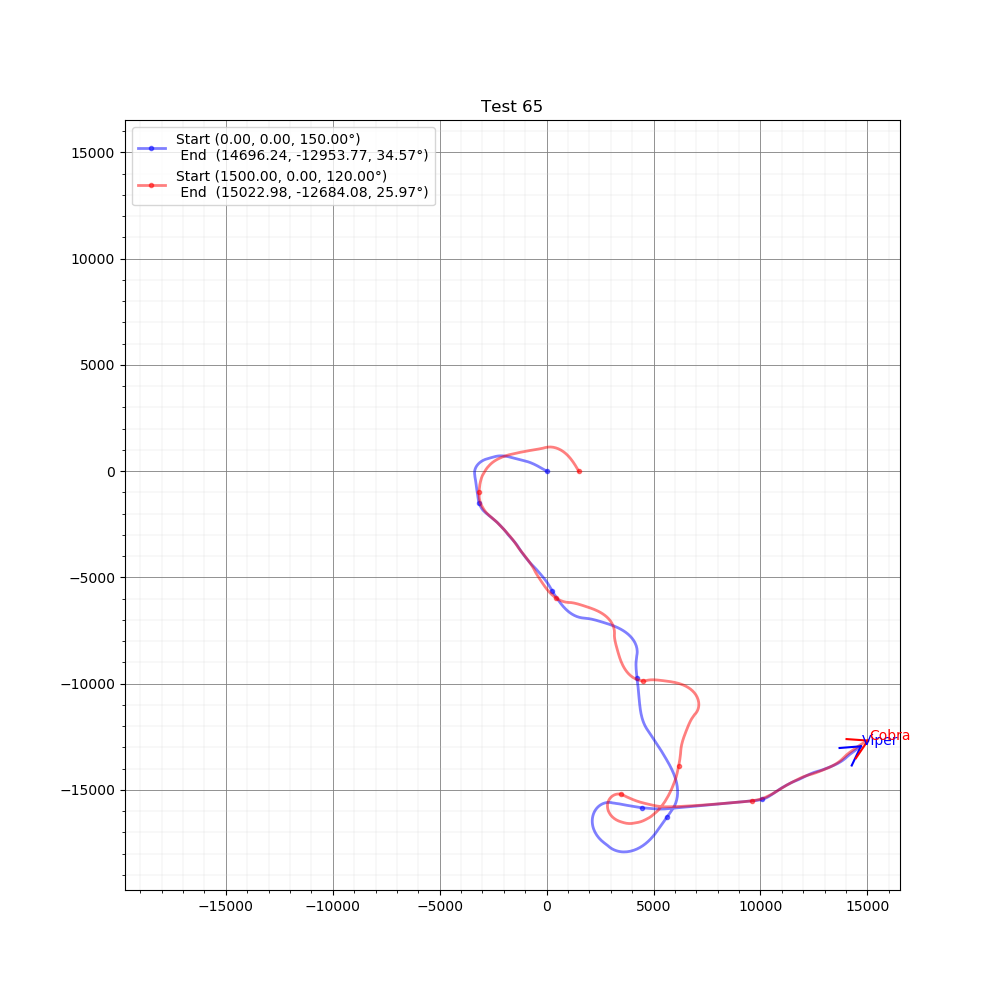 Test 65
Start (0.00, 0.00, 150.00°)
End  (14696.24, -12953.77, 34.57°)
Start (1500.00, 0.00, 120.00°)
End  (15022.98, -12684.08, 25.97°)
15000
10000
5000
0
−5000
−10000
−15000
Cobra
Viper
−15000 −10000 −5000 0 5000 10000 15000